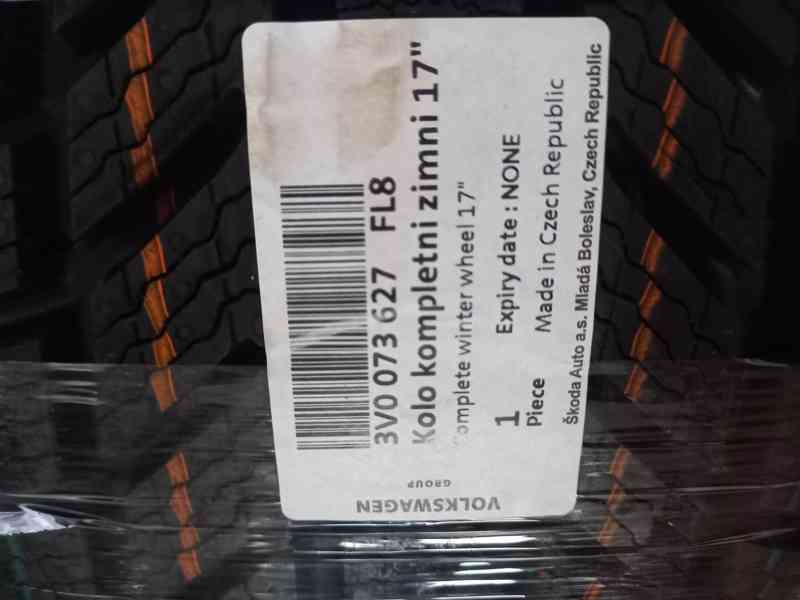 3V0 073 627 FL8
Kolo kompletni zimni 17"
Complete winter wheel 17"
1
Piece
Expiry date : NONE
Made in Czech Republic
Škoda Auto a.s. Mladá Boleslav, Czech Republic
VOLKSWAGEN
GROUP